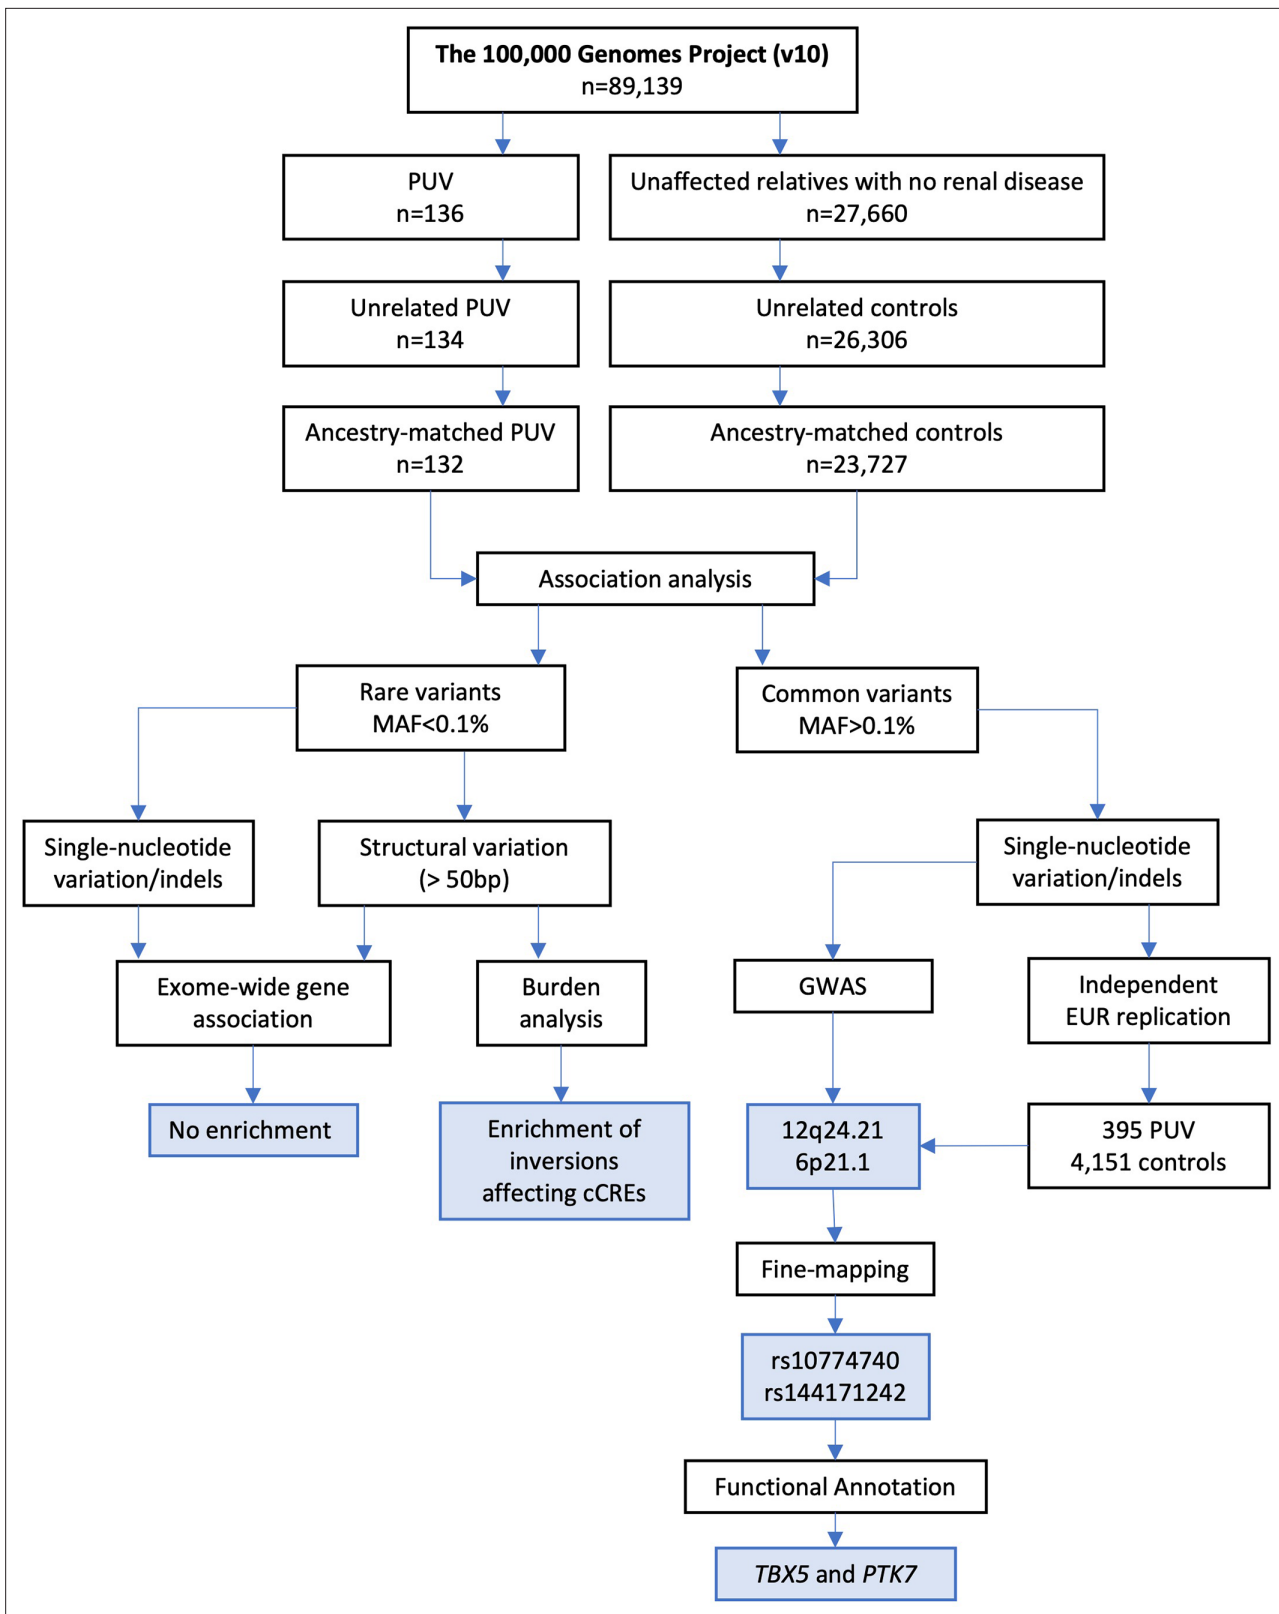 The 100,000 Genomes Project (v10)
n=89,139
PUV
n=136
Unaffected relatives with no renal disease
n=27,660
Unrelated PUV
n=134
Unrelated controls
n=26,306
Ancestry-matched PUV
n=132
Ancestry-matched controls
n=23,727
Association analysis
Rare variants
MAF<0.1%
Common variants
MAF>0.1%
Single-nucleotide
variation/indels
Structural variation
(> 50bp)
Single-nucleotide
variation/indels
Exome-wide gene
association
Burden
analysis
GWAS
Independent
EUR replication
No enrichment
Enrichment of
inversions
affecting cCREs
12q24.21
6p21.1
395 PUV
4,151 controls
Fine-mapping
rs10774740
rs144171242
Functional Annotation
TBX5 and PTK7